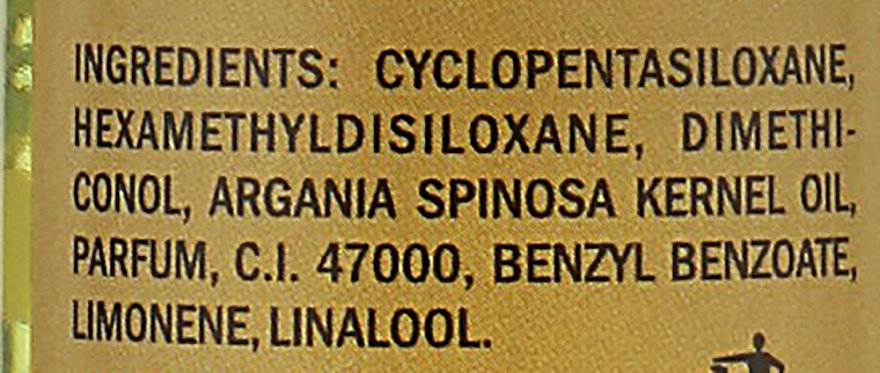 INGREDIENTS: CYCLOPENTASILOXANE,
HEXAMETHYLDISILOXANE, DIMETHI-
CONOL, ARGANIA SPINOSA KERNEL OIL,
PARFUM, C.I. 47000, BENZYL BENZOATE,
LIMONENE, LINALOOL.